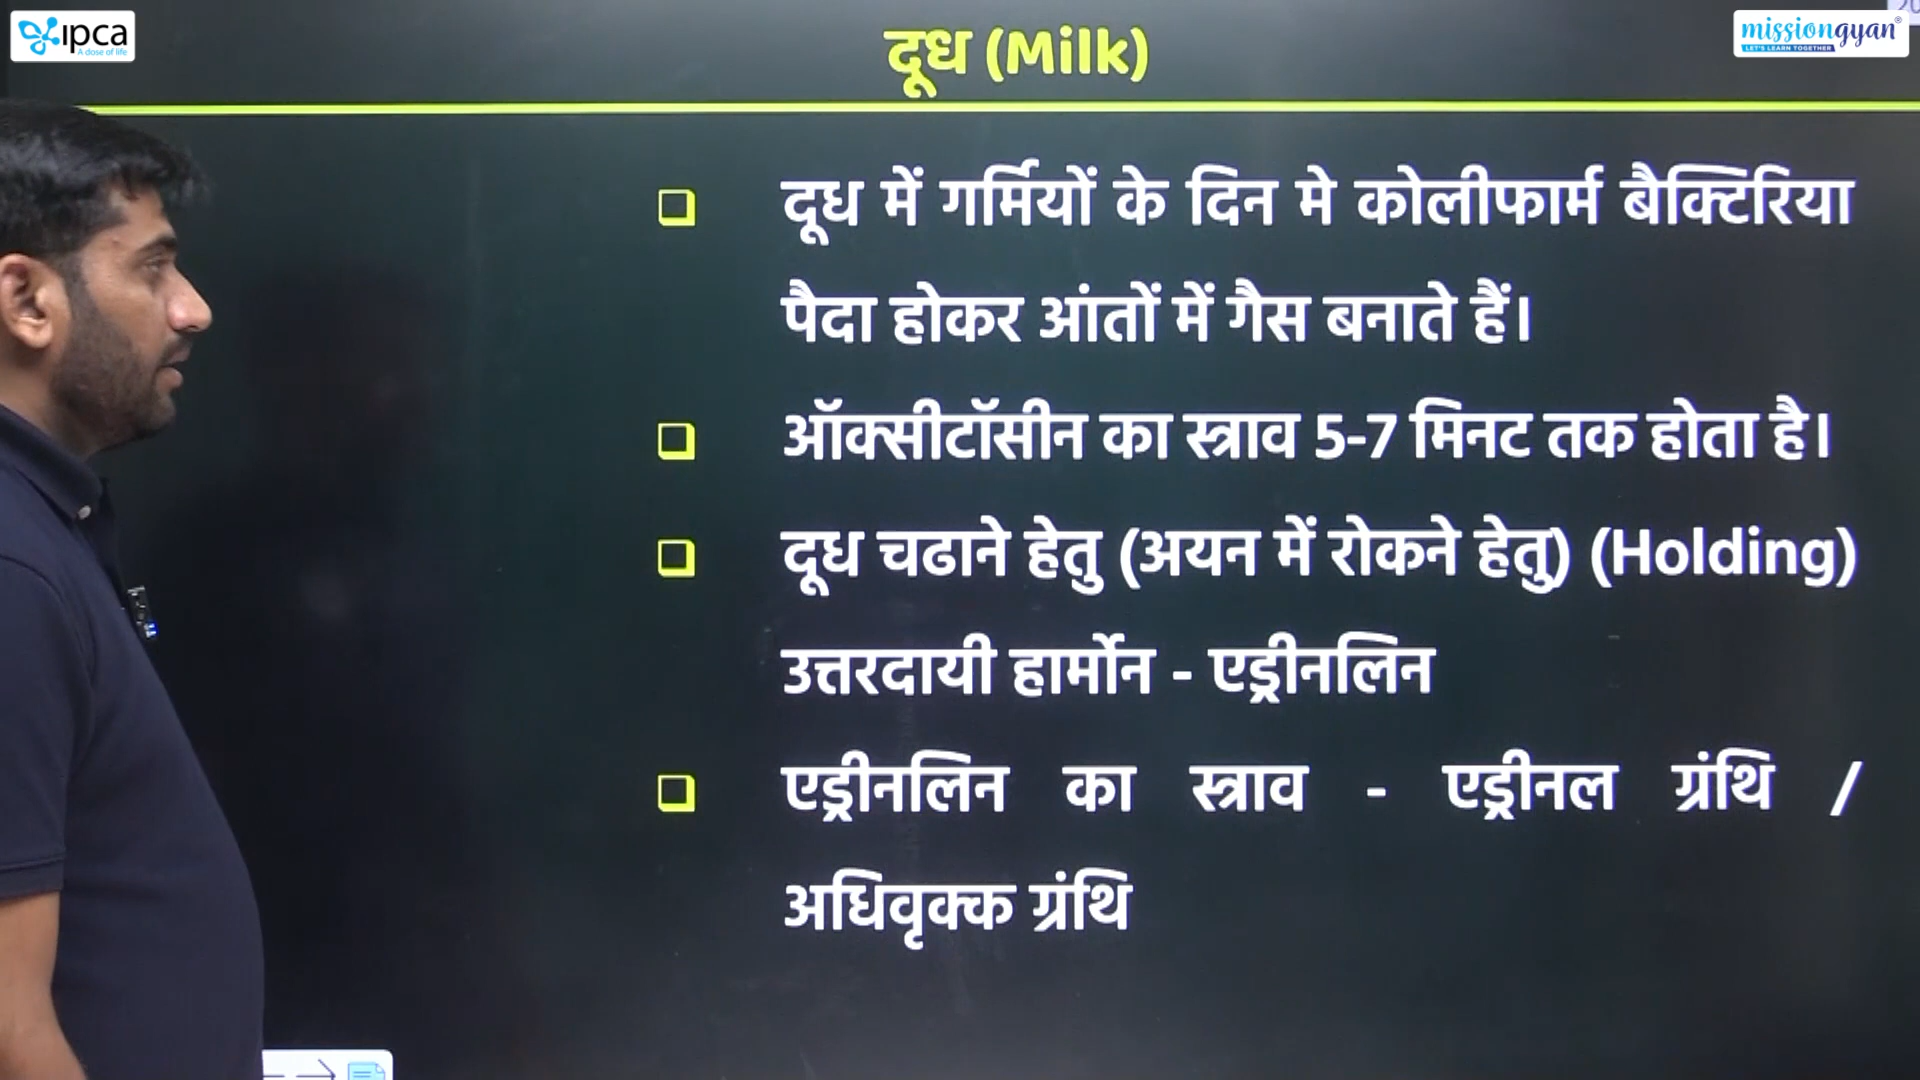 ipca
A dose of life
दूध (Milk)
missiongyan®
LET'S LEARN TOGETHER
दूध में गर्मियों के दिन मे कोलीफार्म बैक्टिरिया
पैदा होकर आंतों में गैस बनाते हैं।
ऑक्सीटॉसीन का स्त्राव 5-7 मिनट तक होता है।
दूध चढाने हेतु (अयन में रोकने हेतु) (Holding)
उत्तरदायी हार्मोन - एड्रीनलिन
एड्रीनलिन का स्त्राव - एड्रीनल ग्रंथि /
अधिवृक्क ग्रंथि